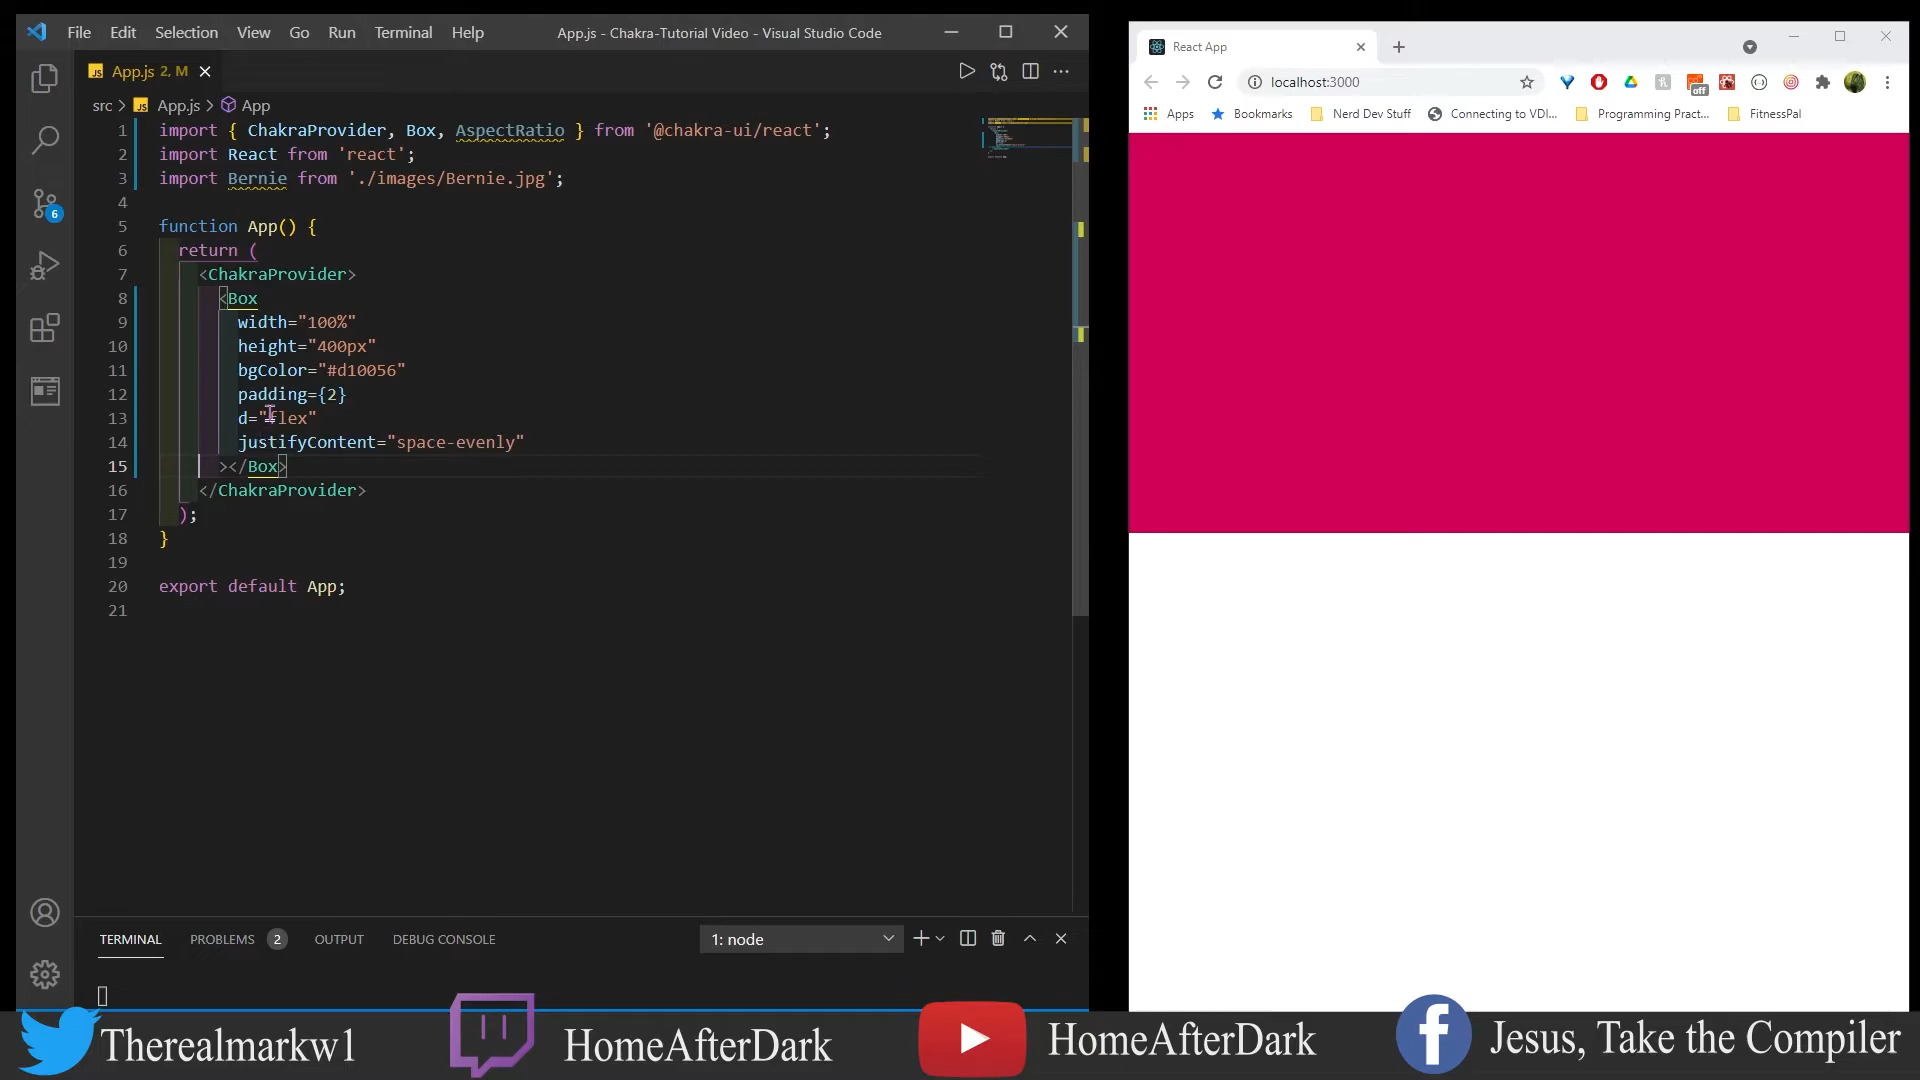 File Edit Selection View Go Run Terminal Help
App.js - Chakra-Tutorial Video - Visual Studio Code
JS App.js 2, M
src > JS App.js > App
6
1 import { ChakraProvider, Box, AspectRatio } from '@chakra-ui/react';
2 import React from 'react';
3 import Bernie from './images/Bernie.jpg';
4
5 function App() {
6 return (
7 <ChakraProvider>
8 <Box
9 width="100%"
10 height="400px"
11 bgColor="#d10056"
12 padding={2}
13 d="flex"
14 justifyContent="space-evenly"
15 ></Box>
16 </ChakraProvider>
17 );
18 }
19
20 export default App;
21
TERMINAL PROBLEMS 2 OUTPUT DEBUG CONSOLE
1: node
React App
localhost:3000
off
Apps Bookmarks Nerd Dev Stuff Connecting to VDI... Programming Pract... FitnessPal
Therealmarkw1
HomeAfterDark
HomeAfterDark
Jesus, Take the Compiler